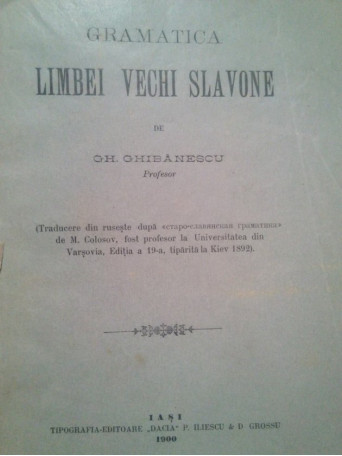 GRAMATICA
LIMBEI VECHI SLAVONE
DE
GH. GHIBĂNESCU
Profesor
(Traducere din rusește după «старо-славянская граматика»
de M. Colosov, fost profesor la Universitatea din
Varșovia, Ediția a 19-a, tipărită la Kiev 1892).
IAȘI
TIPOGRAFIA-EDITOARE „DACIA" P. ILIESCU & D. GROSSU
1900